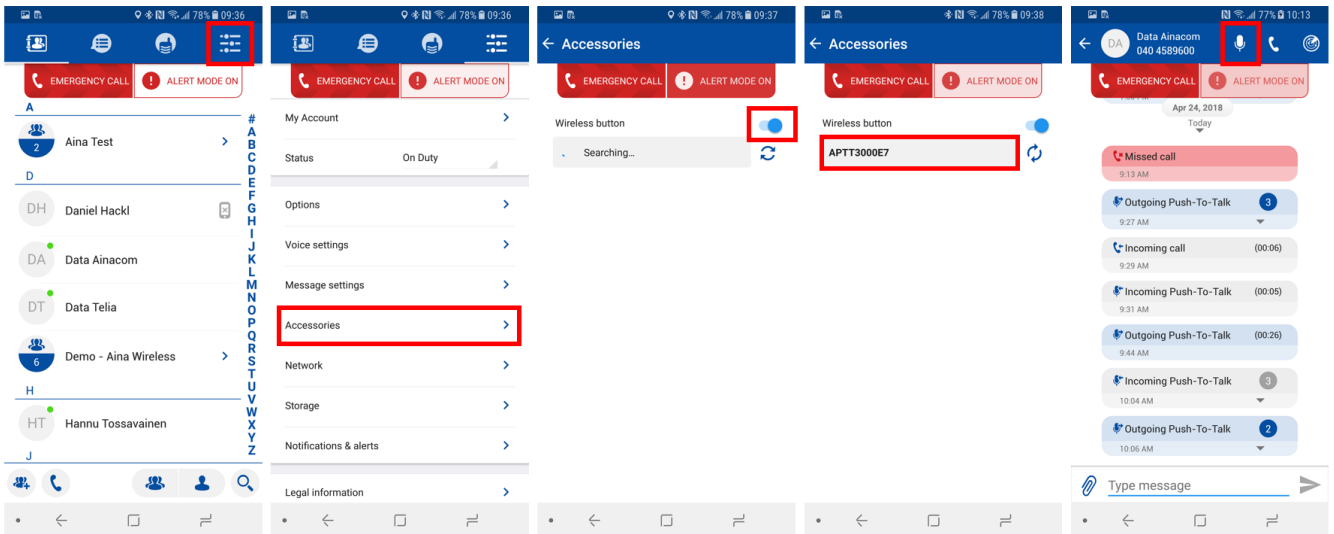 78% 09:36
EMERGENCY CALL
! ALERT MODE ON
A
2
Aina Test
D
DH
Daniel Hackl
DA
Data Ainacom
DT
Data Telia
6
Demo - Aina Wireless
H
HT
Hannu Tossavainen
J
#
A
B
C
D
E
F
G
H
I
J
K
L
M
N
O
P
Q
R
S
T
U
V
W
X
Y
Z
78% 09:36
EMERGENCY CALL
! ALERT MODE ON
My Account
Status On Duty
Options
Voice settings
Message settings
Accessories
Network
Storage
Notifications & alerts
Legal information
78% 09:37
Accessories
EMERGENCY CALL
! ALERT MODE ON
Wireless button
Searching...
78% 09:38
Accessories
EMERGENCY CALL
! ALERT MODE ON
Wireless button
APTT3000E7
77% 10:13
DA
Data Ainacom
040 4589600
EMERGENCY CALL
! ALERT MODE ON
Apr 24, 2018
Today
Missed call
9:13 AM
Outgoing Push-To-Talk 3
9:27 AM
Incoming call (00:06)
9:29 AM
Incoming Push-To-Talk (00:05)
9:31 AM
Outgoing Push-To-Talk (00:26)
9:44 AM
Incoming Push-To-Talk 3
10:04 AM
Outgoing Push-To-Talk 2
10:06 AM
Type message